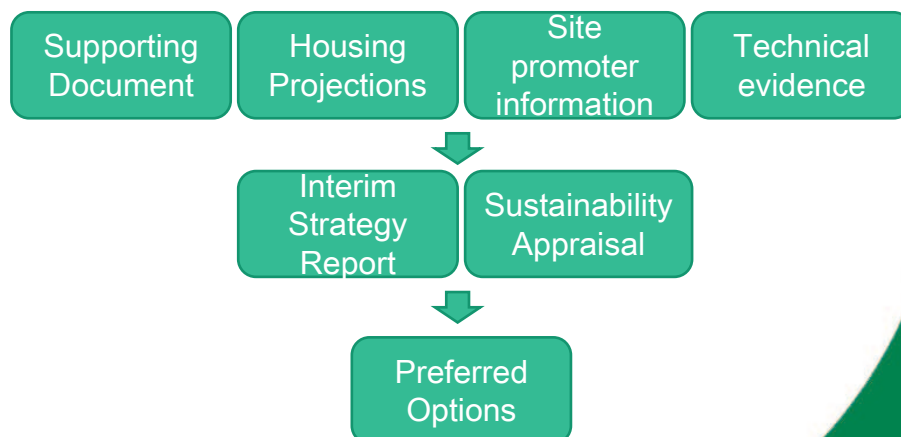 Supporting
Document
Housing
Projections
Site
promoter
information
Technical
evidence
Interim
Strategy
Report
Sustainability
Appraisal
Preferred
Options